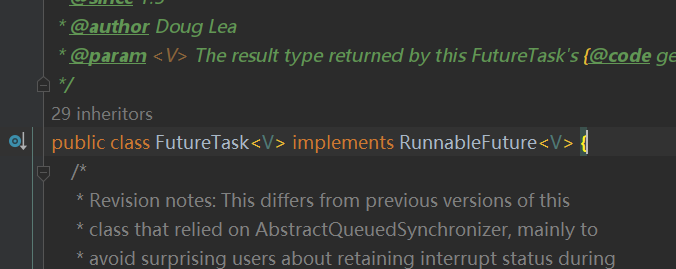 * @since 1.5
* @author Doug Lea
* @param <V> The result type returned by this FutureTask's {@code ge
*/
29 inheritors
public class FutureTask<V> implements RunnableFuture<V> {
/*
* Revision notes: This differs from previous versions of this
* class that relied on AbstractQueuedSynchronizer, mainly to
* avoid surprising users about retaining interrupt status during